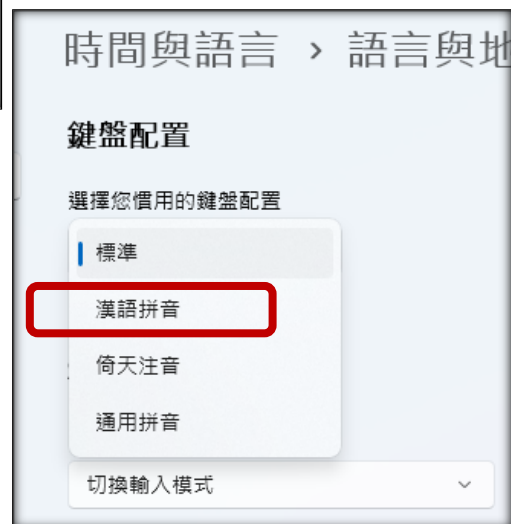 時間與語言 › 語言與地
鍵盤配置
選擇您慣用的鍵盤配置
標準
漢語拼音
倚天注音
通用拼音
切換輸入模式